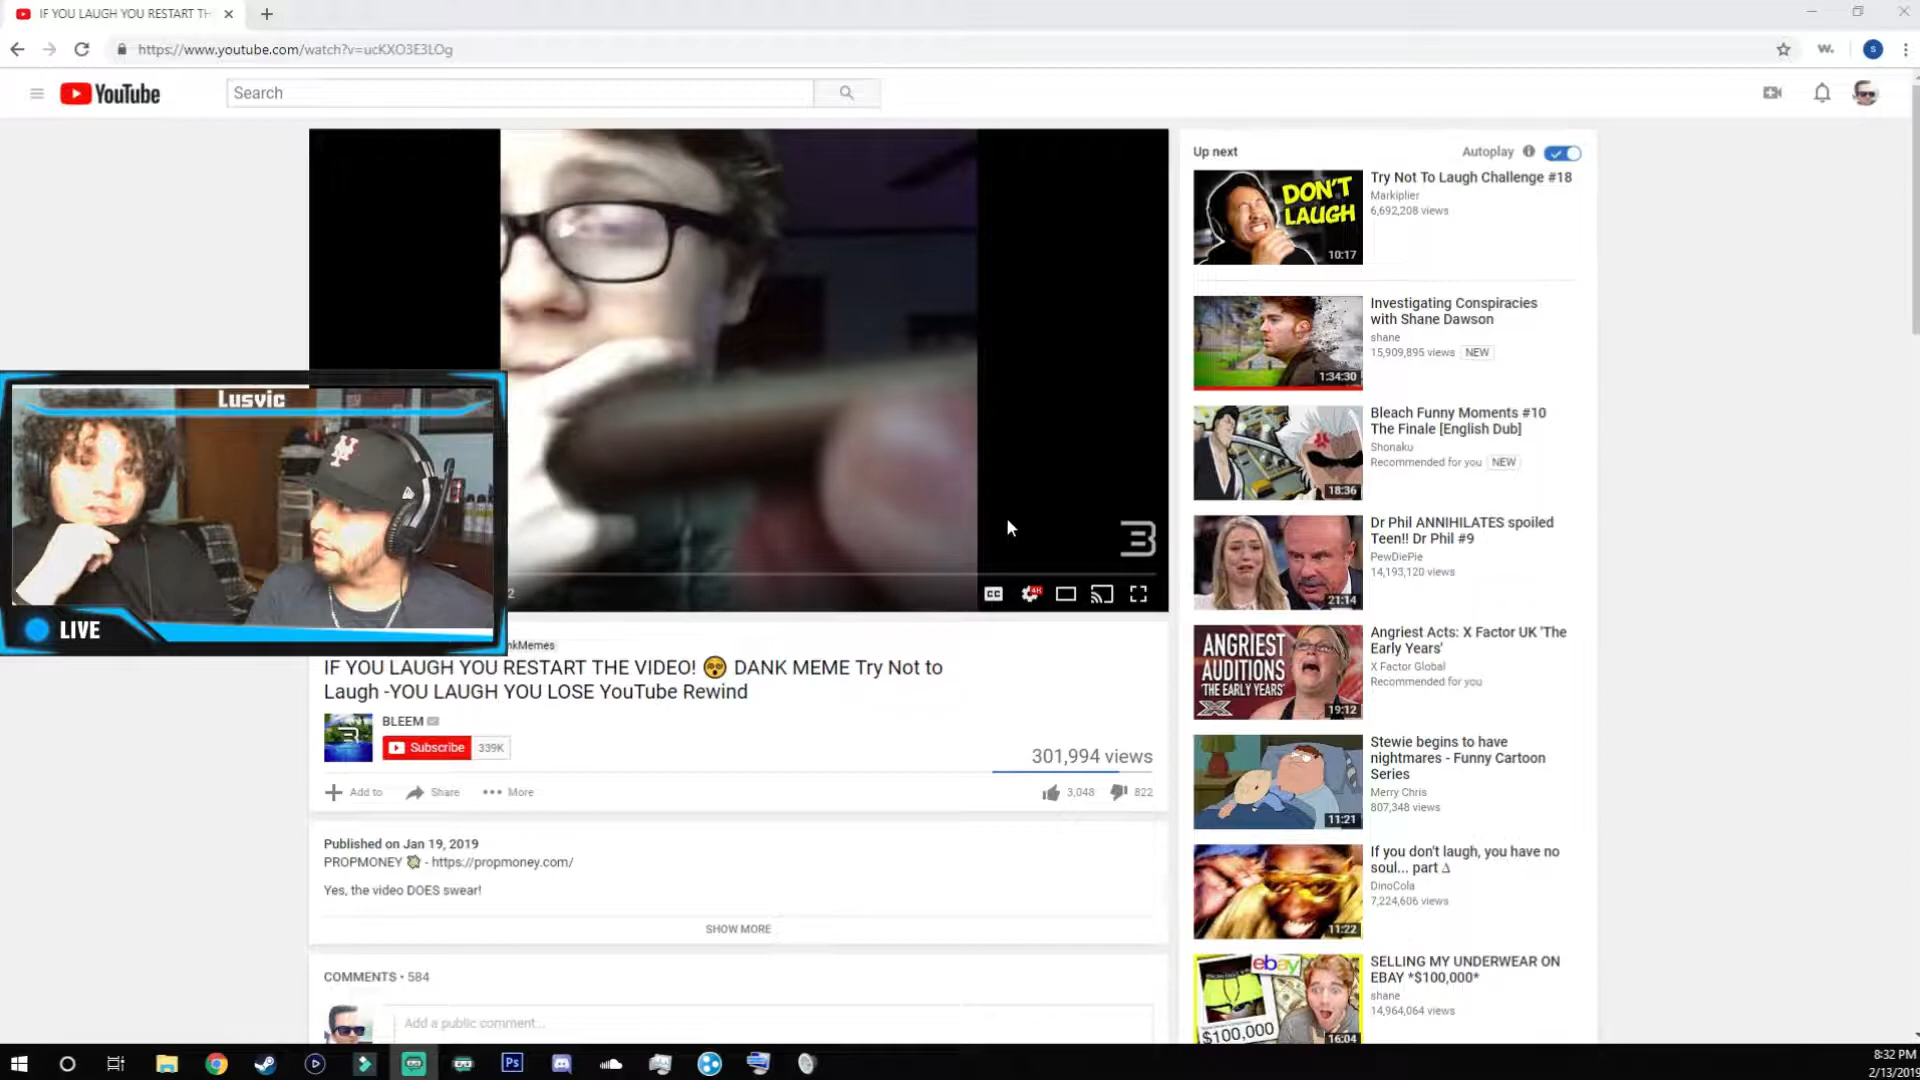 IF YOU LAUGH YOU RESTART TH
https://www.youtube.com/watch?v=ucKXO3E3LOg
W.
S
YouTube
Search
Up next
Autoplay
DON'T
LAUGH
10:17
Try Not To Laugh Challenge #18
Markiplier
6,692,208 views
1:34:30
Investigating Conspiracies
with Shane Dawson
shane
15,909,895 views NEW
18:36
Bleach Funny Moments #10
The Finale [English Dub]
Shonaku
Recommended for you NEW
21:14
Dr Phil ANNIHILATES spoiled
Teen!! Dr Phil #9
PewDiePie
14,193,120 views
ANGRIEST
AUDITIONS
'THE EARLY YEARS'
19:12
Angriest Acts: X Factor UK 'The
Early Years'
X Factor Global
Recommended for you
11:21
Stewie begins to have
nightmares - Funny Cartoon
Series
Merry Chris
807,348 views
11:22
If you don't laugh, you have no
soul... part Δ
DinoCola
7,224,606 views
ebay
$100,000
16:04
SELLING MY UNDERWEAR ON
EBAY *$100,000*
shane
14,964,064 views
Lusvic
LIVE
2
CC
4K
nkMemes
IF YOU LAUGH YOU RESTART THE VIDEO! 😵 DANK MEME Try Not to
Laugh -YOU LAUGH YOU LOSE YouTube Rewind
BLEEM
Subscribe 339K
301,994 views
Add to Share More
3,048 822
Published on Jan 19, 2019
PROPMONEY 💸 - https://propmoney.com/
Yes, the video DOES swear!
SHOW MORE
COMMENTS • 584
Add a public comment...
Ps
8:32 PM
2/13/2019